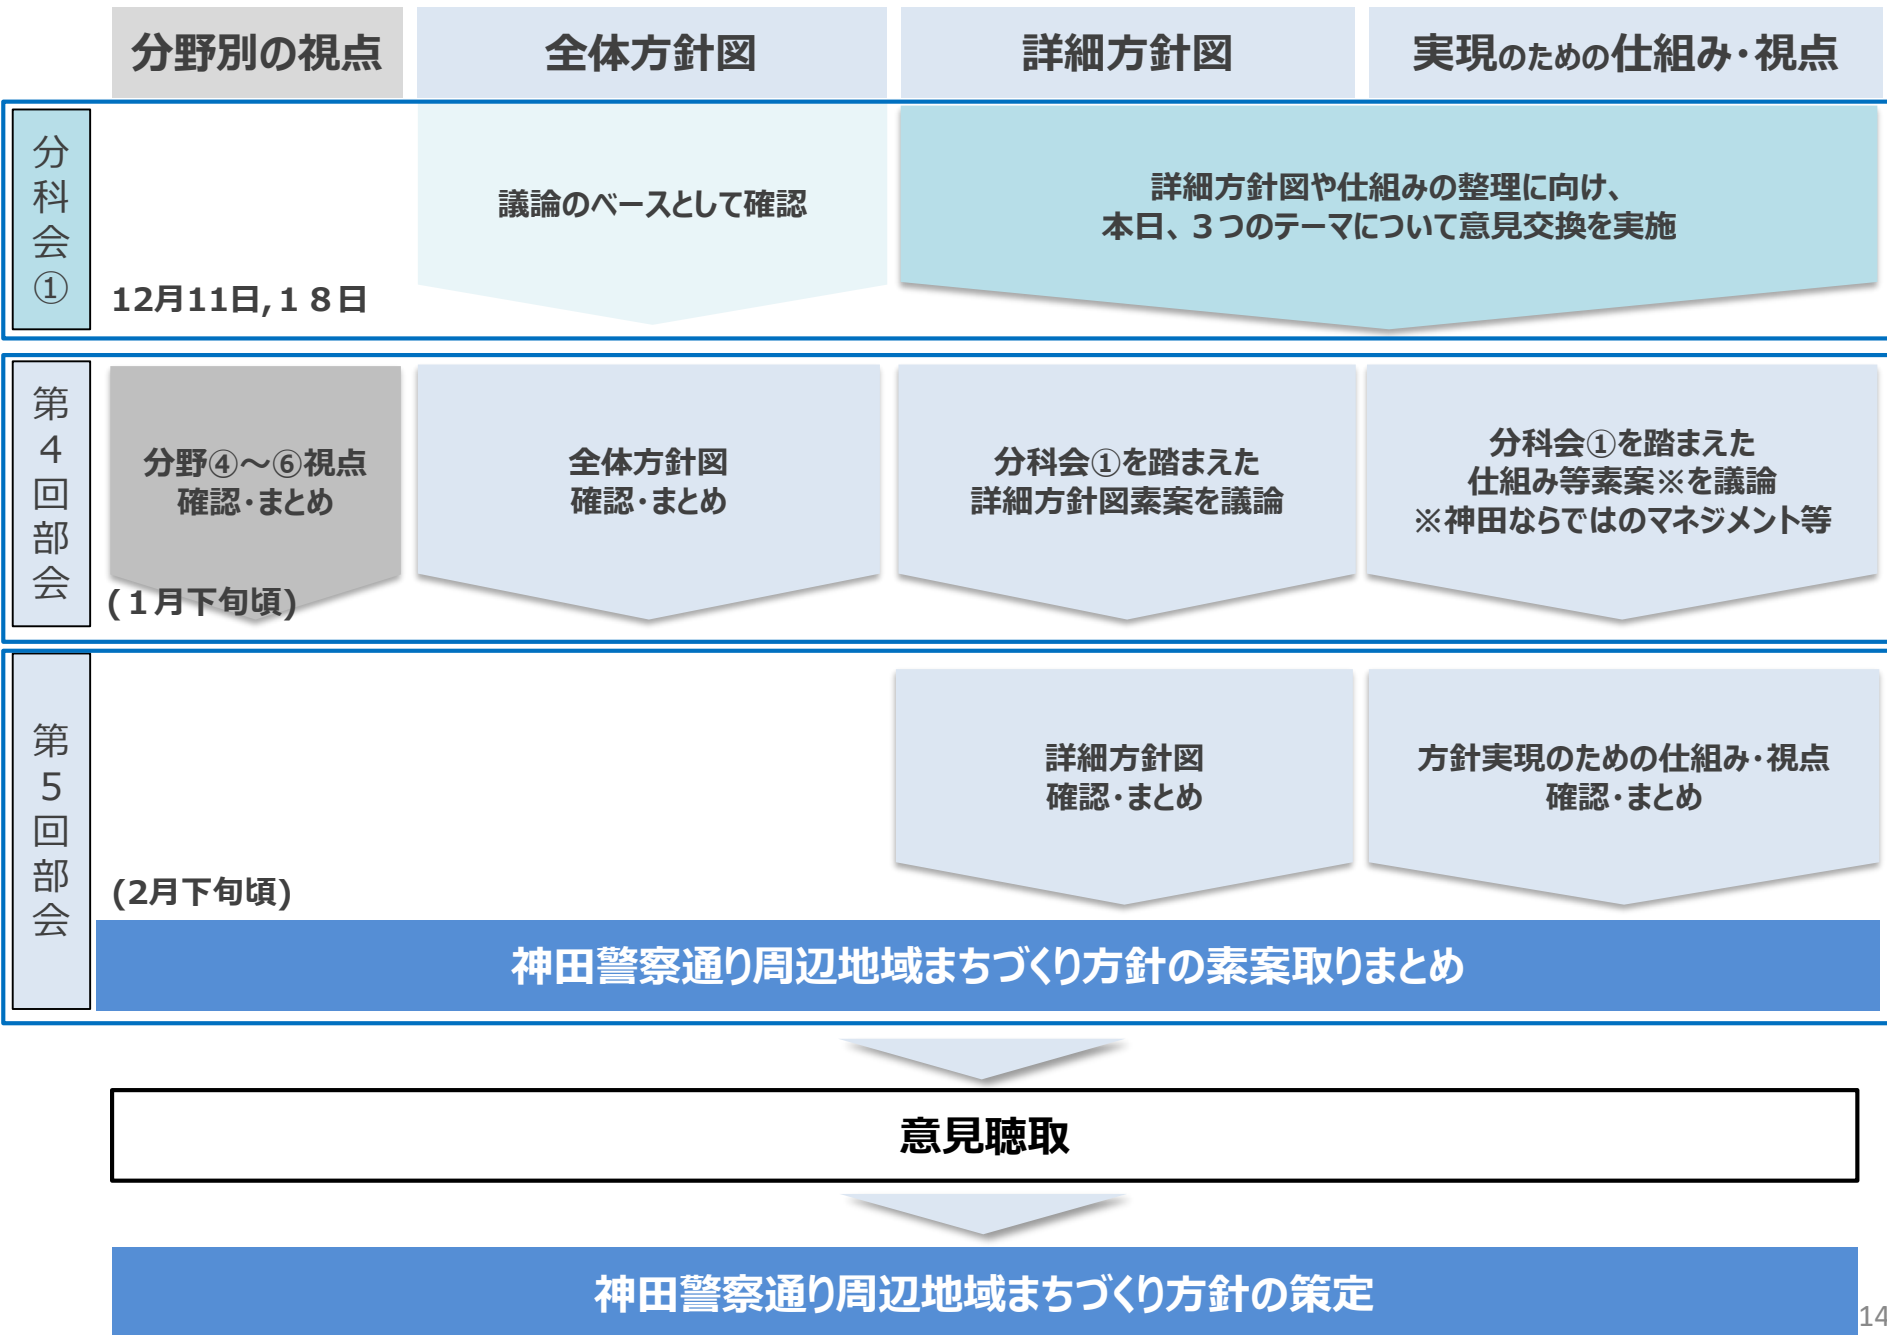 分野別の視点
全体方針図
詳細方針図
実現のための仕組み・視点
分科会①
12月11日,１８日
議論のベースとして確認
詳細方針図や仕組みの整理に向け、
本日、３つのテーマについて意見交換を実施
第４回部会
分野④～⑥視点
確認・まとめ
(１月下旬頃)
全体方針図
確認・まとめ
分科会①を踏まえた
詳細方針図素案を議論
分科会①を踏まえた
仕組み等素案※を議論
※神田ならではのマネジメント等
第５回部会
(2月下旬頃)
詳細方針図
確認・まとめ
方針実現のための仕組み・視点
確認・まとめ
神田警察通り周辺地域まちづくり方針の素案取りまとめ
意見聴取
神田警察通り周辺地域まちづくり方針の策定
14